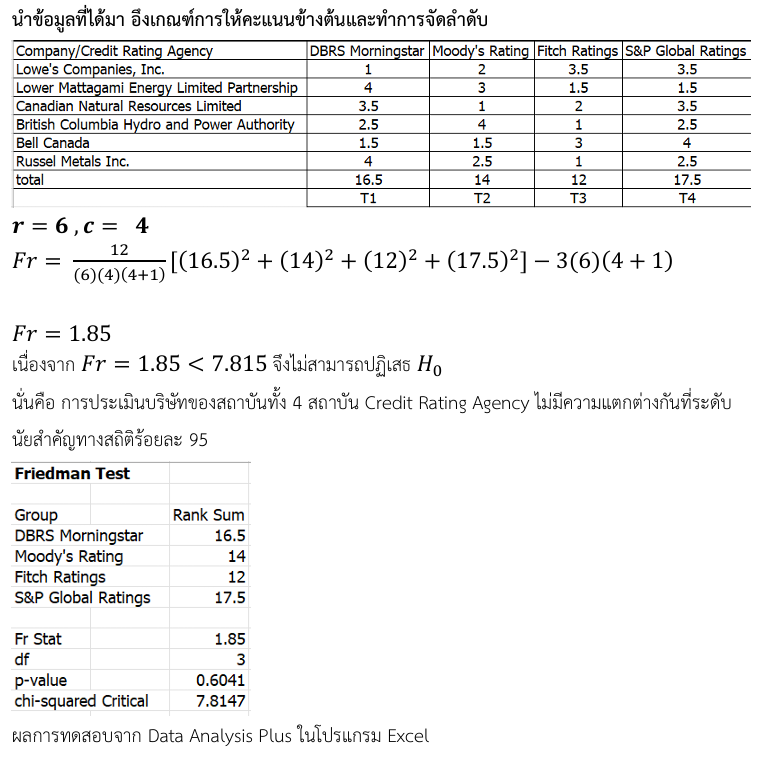 นำข้อมูลที่ได้มา อึงเกณฑ์การให้คะแนนข้างต้นและทำการจัดลำดับ
Company/Credit Rating Agency DBRS Morningstar Moody's Rating Fitch Ratings S&P Global Ratings
Lowe's Companies, Inc. 1 2 3.5 3.5
Lower Mattagami Energy Limited Partnership 4 3 1.5 1.5
Canadian Natural Resources Limited 3.5 1 2 3.5
British Columbia Hydro and Power Authority 2.5 4 1 2.5
Bell Canada 1.5 1.5 3 4
Russel Metals Inc. 4 2.5 1 2.5
total 16.5 14 12 17.5
T1 T2 T3 T4
r = 6 , c = 4
Fr = 12/((6)(4)(4+1)) [(16.5)² + (14)² + (12)² + (17.5)²] − 3(6)(4 + 1)
Fr = 1.85
เนื่องจาก Fr = 1.85 < 7.815 จึงไม่สามารถปฏิเสธ H₀
นั่นคือ การประเมินบริษัทของสถาบันทั้ง 4 สถาบัน Credit Rating Agency ไม่มีความแตกต่างกันที่ระดับ
นัยสำคัญทางสถิติร้อยละ 95
Friedman Test
Group Rank Sum
DBRS Morningstar 16.5
Moody's Rating 14
Fitch Ratings 12
S&P Global Ratings 17.5
Fr Stat 1.85
df 3
p-value 0.6041
chi-squared Critical 7.8147
ผลการทดสอบจาก Data Analysis Plus ในโปรแกรม Excel